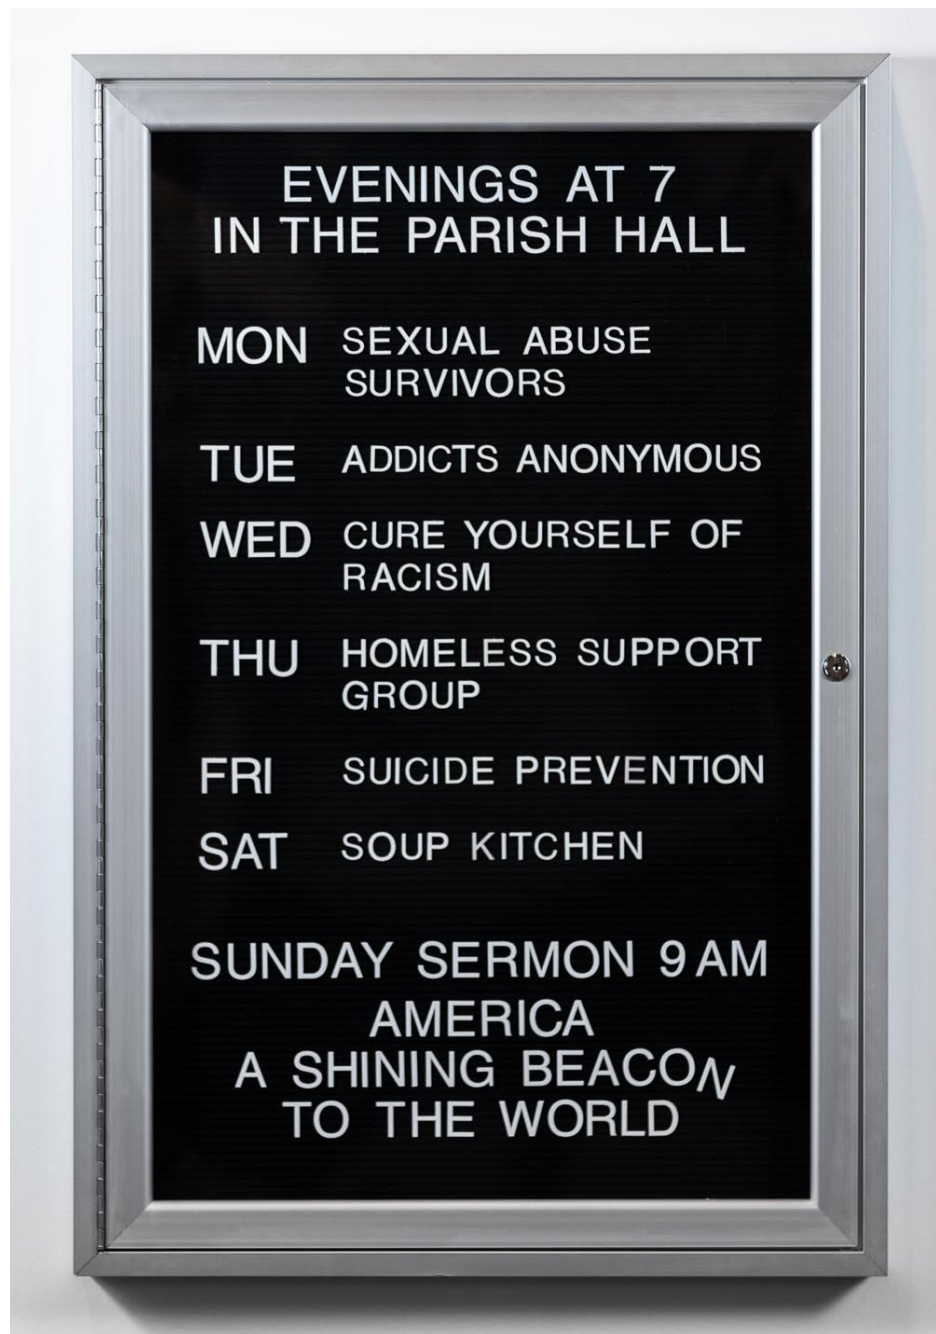 EVENINGS AT 7
IN THE PARISH HALL
MON SEXUAL ABUSE
SURVIVORS
TUE ADDICTS ANONYMOUS
WED CURE YOURSELF OF
RACISM
THU HOMELESS SUPPORT
GROUP
FRI SUICIDE PREVENTION
SAT SOUP KITCHEN
SUNDAY SERMON 9 AM
AMERICA
A SHINING BEACON
TO THE WORLD